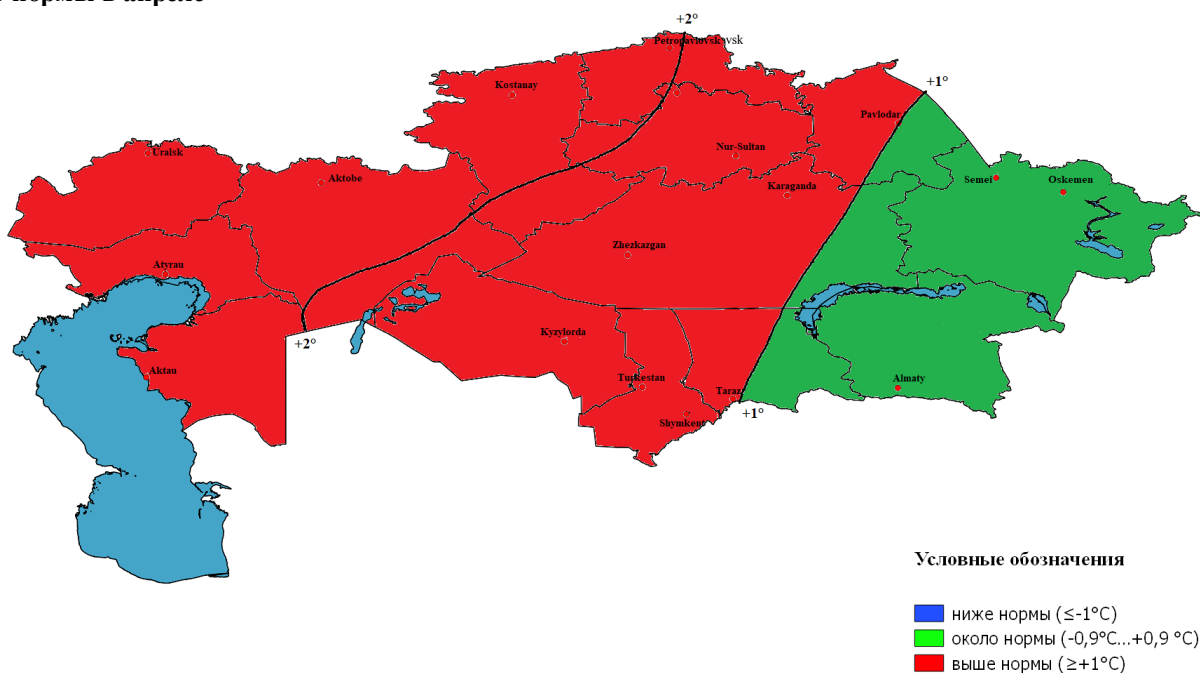 нормы в апреле
+2°
Petropavlovsk
Kostanay
+1°
Pavlodar
Uralsk
Nur-Sultan
Aktobe
Semei
Oskemen
Karaganda
Zhezkazgan
Atyrau
Kyzylorda
+2°
Aktau
Turkestan
Almaty
Taraz
+1°
Shymkent
Условные обозначения
ниже нормы (≤-1°С)
около нормы (-0,9°С...+0,9 °С)
выше нормы (≥+1°С)